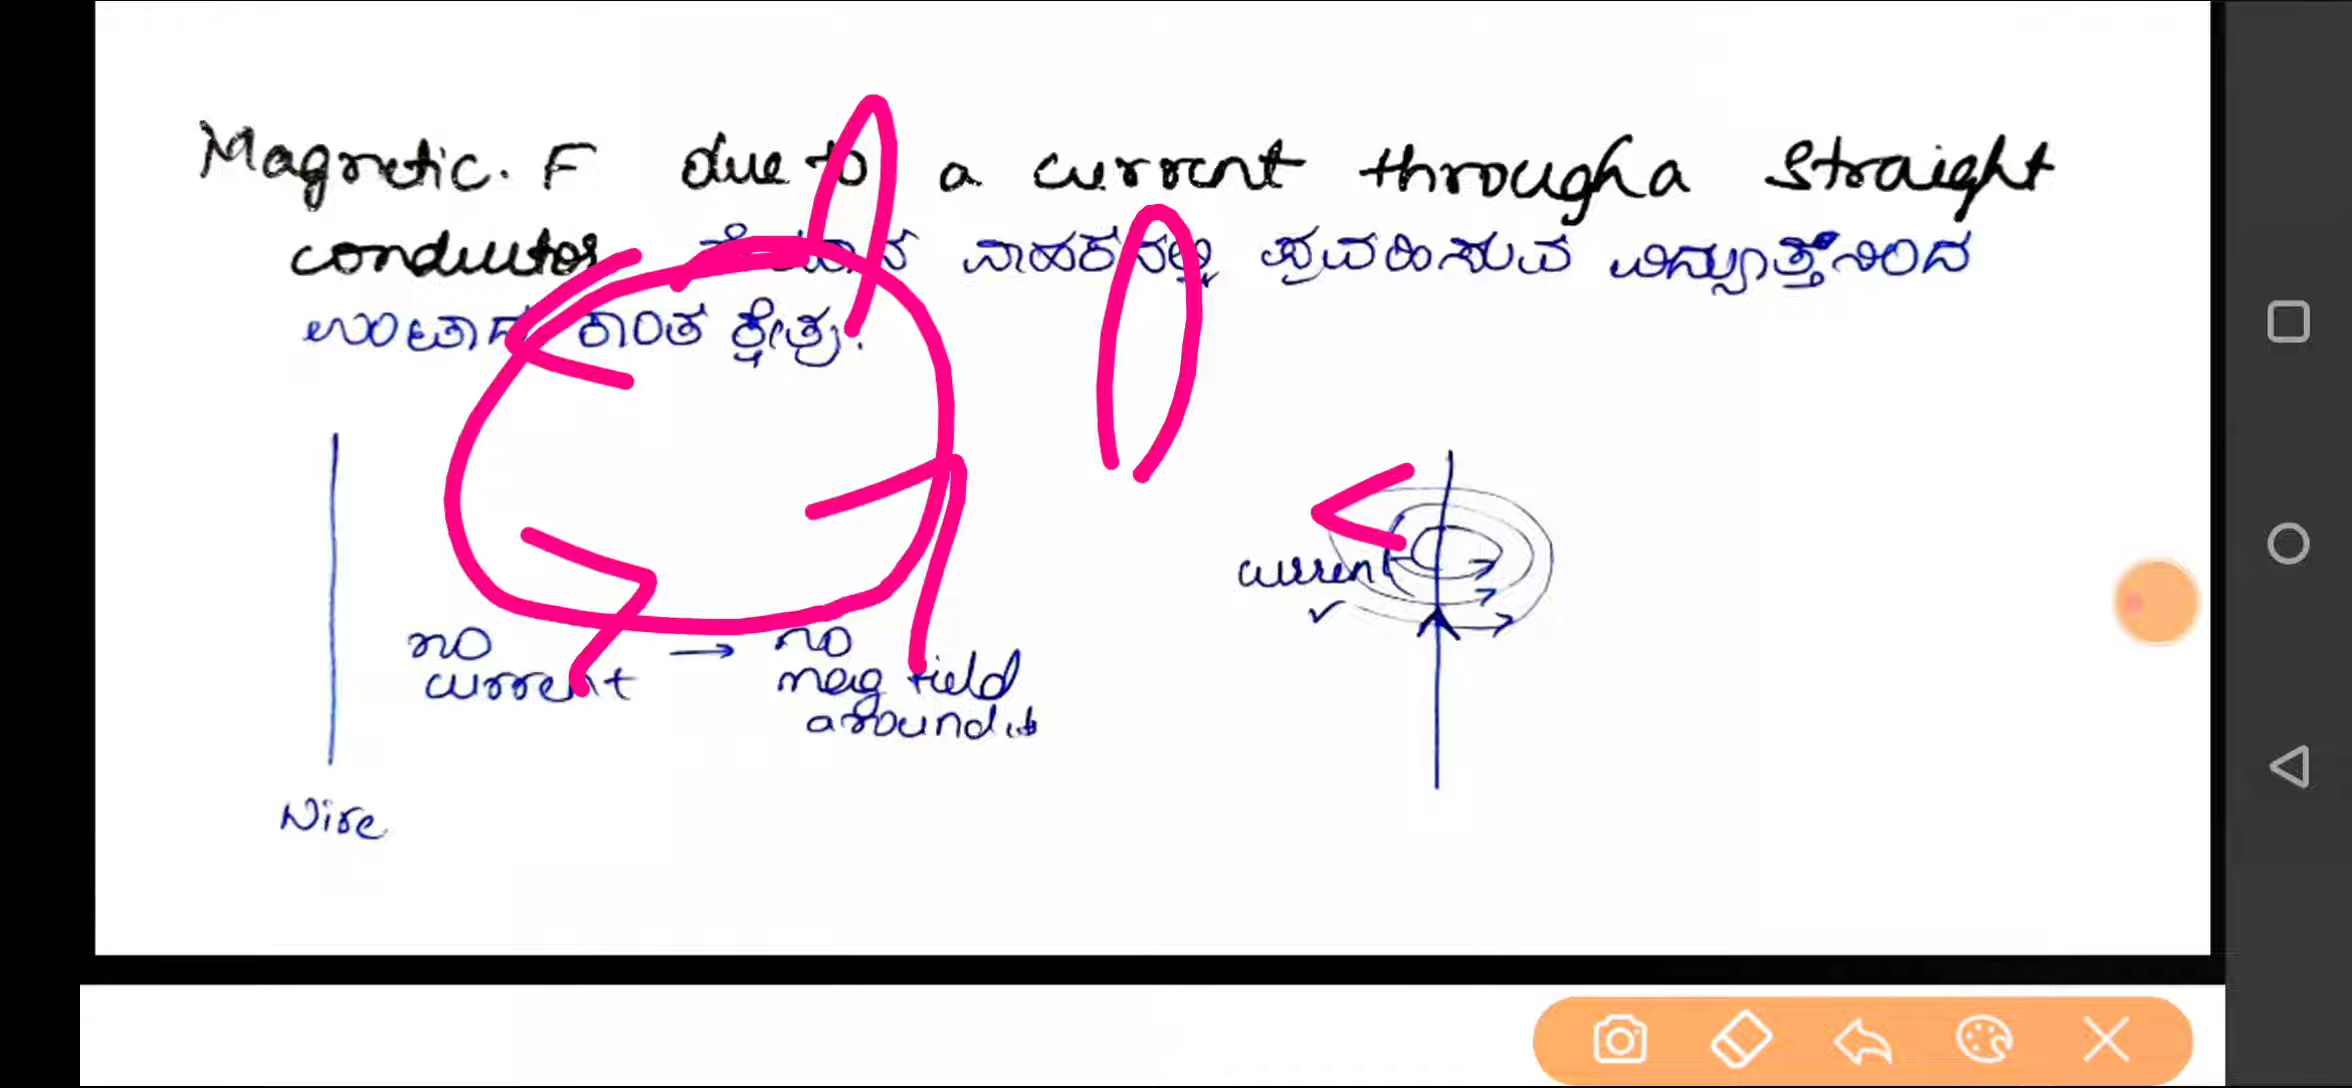 Magnetic. F due to a current through a straight
conductor ನೇರವಾದ ವಾಹಕದಲ್ಲಿ ಪ್ರವಹಿಸುವ ವಿದ್ಯುತ್ತ್‌ನಿಂದ
ಉಂಟಾದ ಕಾಂತ ಕ್ಷೇತ್ರ.
no
current → no
mag field
around it
current
✓
Wire